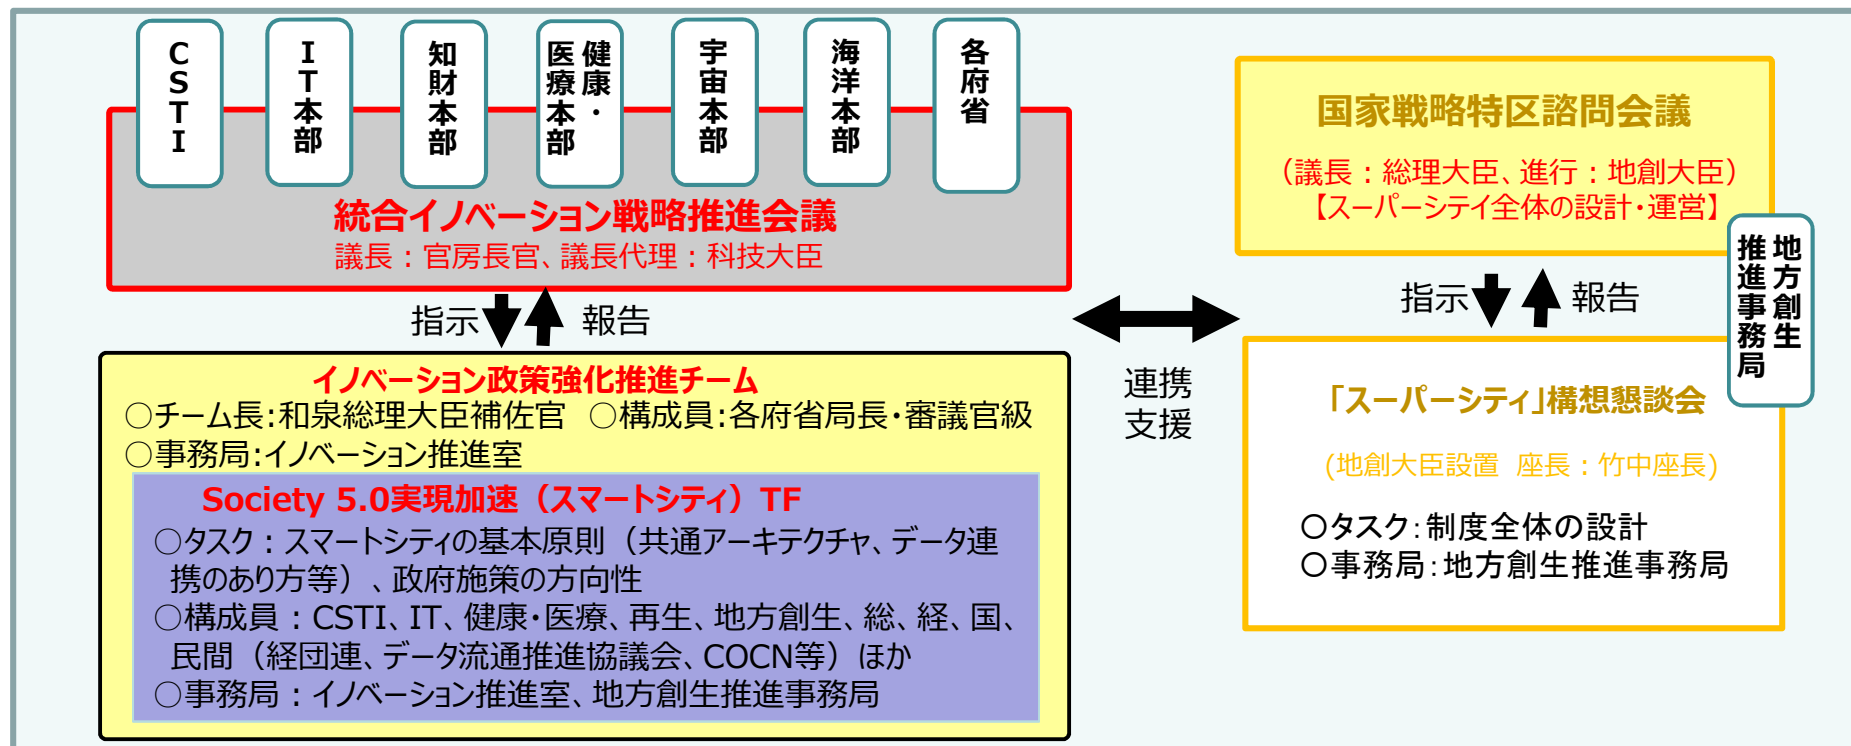 CSTI
IT本部
知財本部
健康・
医療本部
宇宙本部
海洋本部
各府省
統合イノベーション戦略推進会議
議長：官房長官、議長代理：科技大臣
指示
報告
イノベーション政策強化推進チーム
○チーム長:和泉総理大臣補佐官　○構成員:各府省局長・審議官級
○事務局:イノベーション推進室
Society 5.0実現加速（スマートシティ）TF
○タスク：スマートシティの基本原則（共通アーキテクチャ、データ連
携のあり方等）、政府施策の方向性
○構成員：CSTI、IT、健康・医療、再生、地方創生、総、経、国、
民間（経団連、データ流通推進協議会、COCN等）ほか
○事務局：イノベーション推進室、地方創生推進事務局
連携
支援
国家戦略特区諮問会議
（議長：総理大臣、進行：地創大臣）
【スーパーシテイ全体の設計・運営】
地方創生
推進事務局
指示
報告
「スーパーシティ」構想懇談会
(地創大臣設置 座長：竹中座長)
○タスク：制度全体の設計
○事務局：地方創生推進事務局